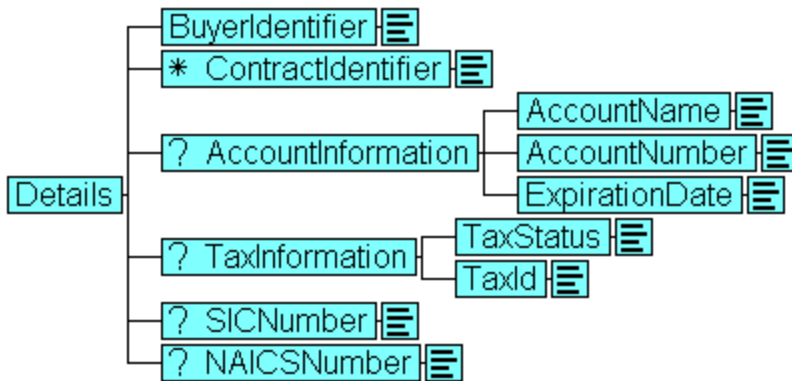 BuyerIdentifier
* ContractIdentifier
AccountName
? AccountInformation
AccountNumber
Details
ExpirationDate
? TaxInformation
TaxStatus
TaxId
? SICNumber
? NAICSNumber